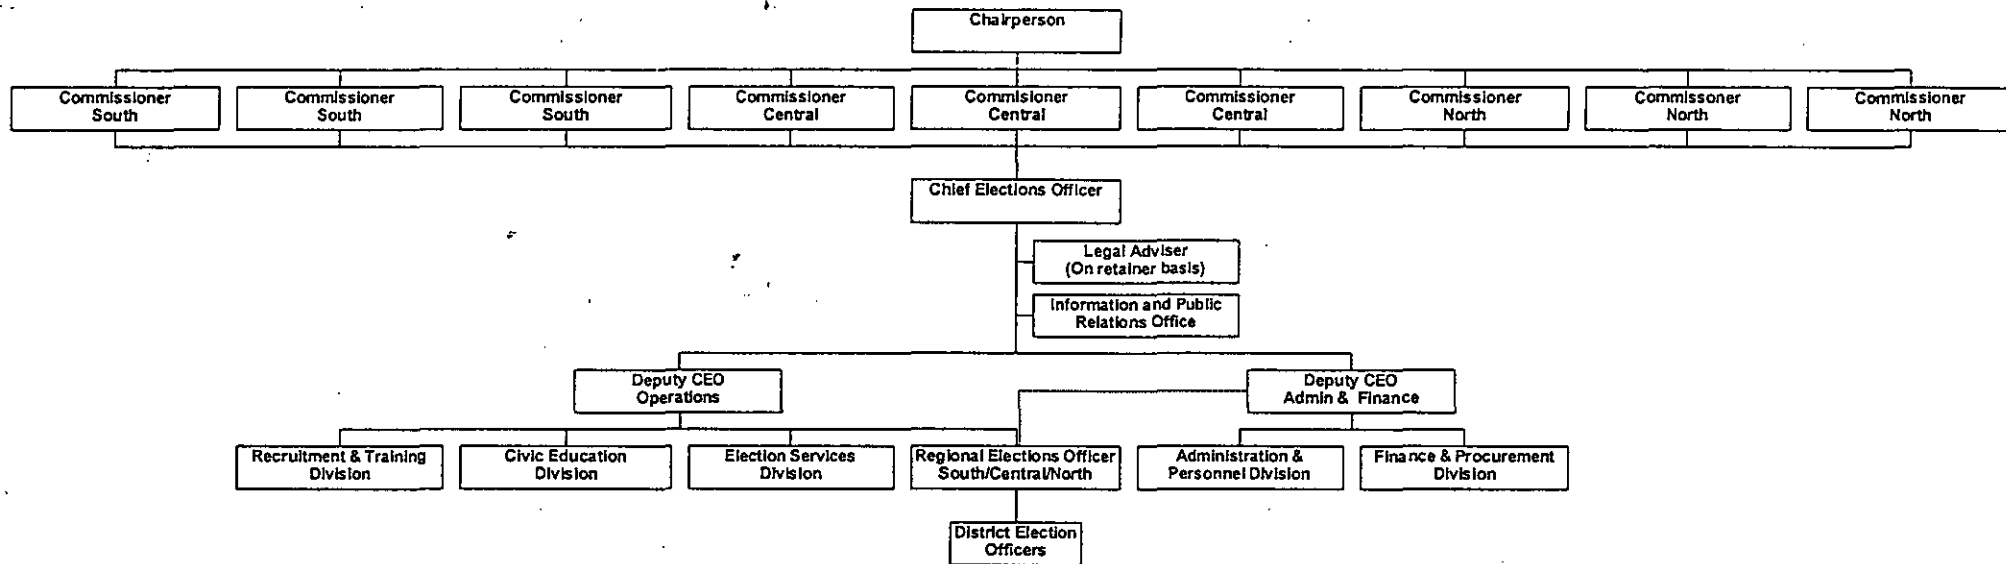 Chairperson
Commissioner
South
Commissioner
South
Commissioner
South
Commissioner
Central
Commisioner
Central
Commissioner
Central
Commissioner
North
Commissoner
North
Commissioner
North
Chief Elections Officer
Legal Adviser
(On retainer basis)
Information and Public
Relations Office
Deputy CEO
Operations
Deputy CEO
Admin & Finance
Recruitment & Training
Division
Civic Education
Division
Election Services
Division
Regional Elections Officer
South/Central/North
Administration &
Personnel Division
Finance & Procurement
Division
District Election
Officers